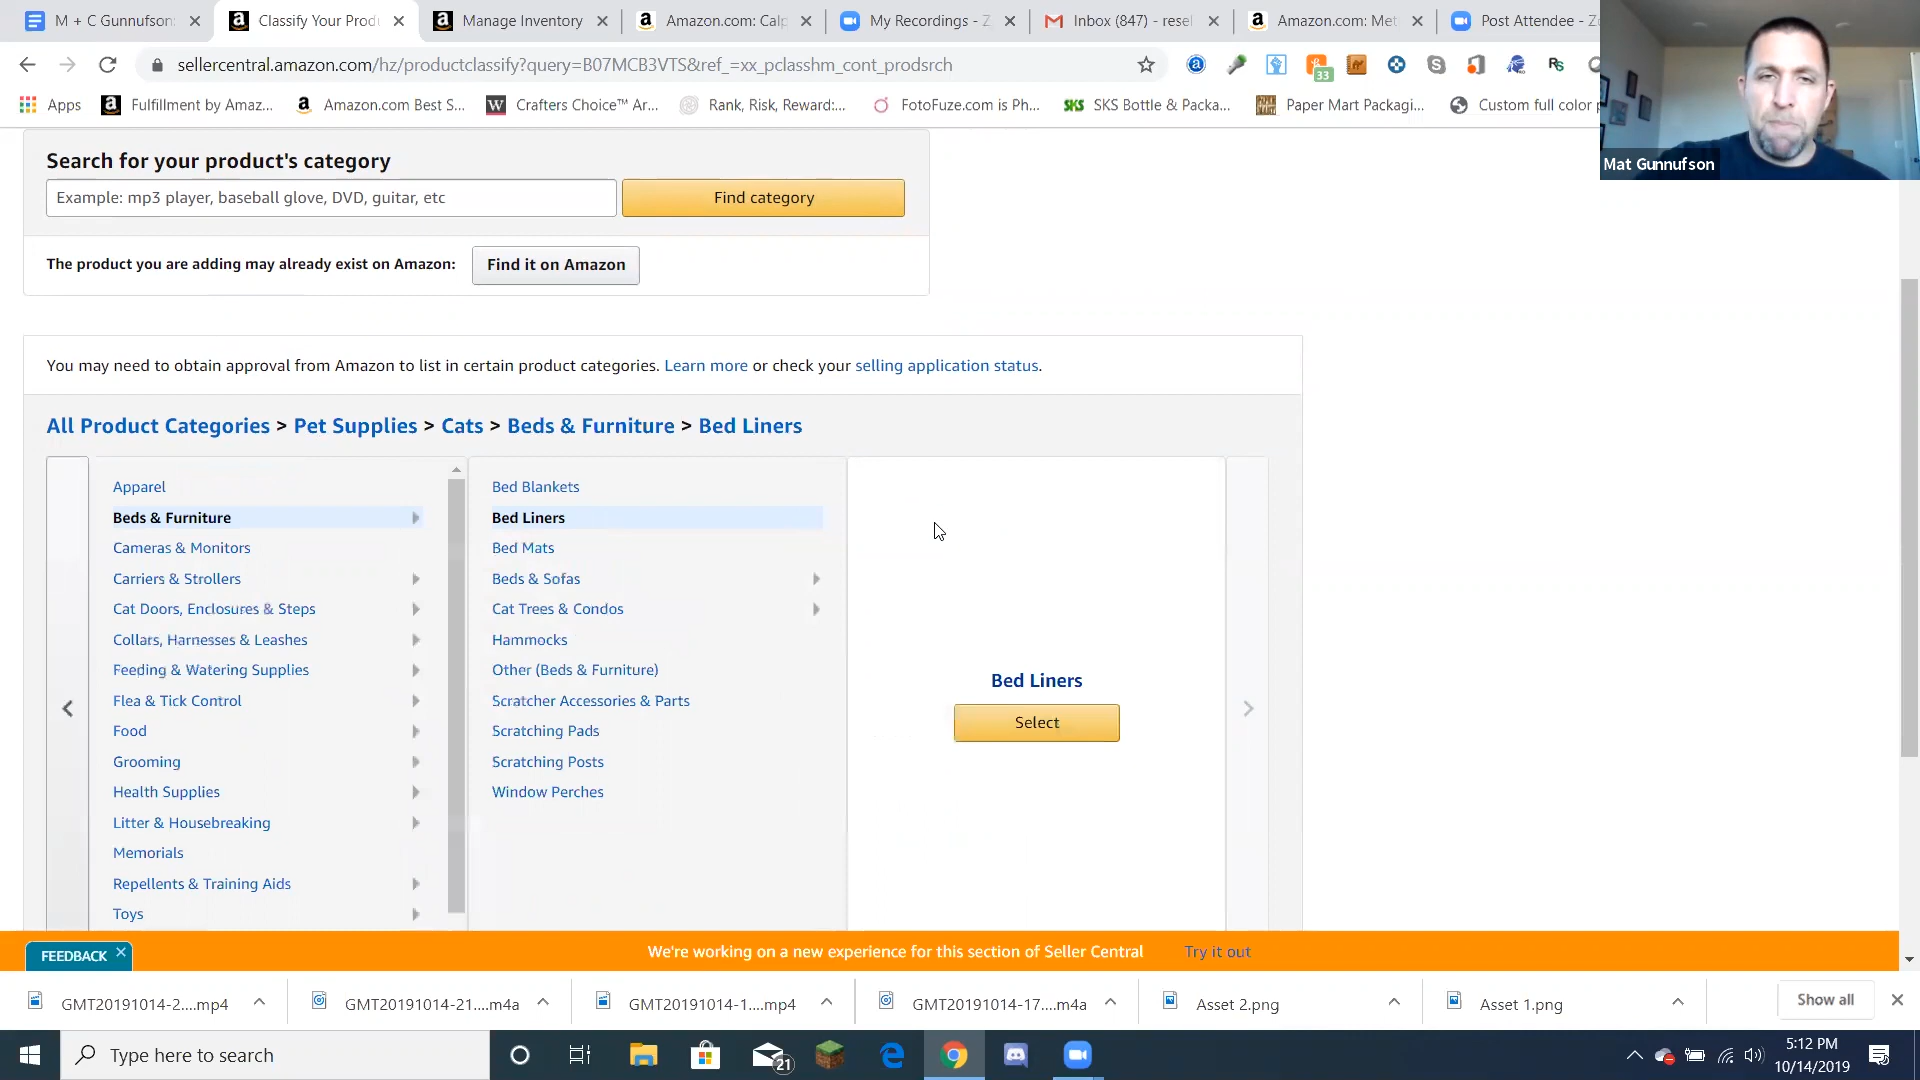 M + C Gunnufson
Classify Your Produ
Manage Inventory
Amazon.com: Calp
My Recordings - Z
Inbox (847) - resel
Amazon.com: Met
Post Attendee - Zo
sellercentral.amazon.com/hz/productclassify?query=B07MCB3VTS&ref_=xx_pclasshm_cont_prodsrch
33
Apps
Fulfillment by Amaz...
Amazon.com Best S...
Crafters Choice™ Ar...
Rank, Risk, Reward:...
FotoFuze.com is Ph...
SKS SKS Bottle & Packa...
Paper Mart Packagi...
Custom full color p
Mat Gunnufson
Search for your product's category
Example: mp3 player, baseball glove, DVD, guitar, etc
Find category
The product you are adding may already exist on Amazon:
Find it on Amazon
You may need to obtain approval from Amazon to list in certain product categories. Learn more or check your selling application status.
All Product Categories > Pet Supplies > Cats > Beds & Furniture > Bed Liners
Apparel
Beds & Furniture
Cameras & Monitors
Carriers & Strollers
Cat Doors, Enclosures & Steps
Collars, Harnesses & Leashes
Feeding & Watering Supplies
Flea & Tick Control
Food
Grooming
Health Supplies
Litter & Housebreaking
Memorials
Repellents & Training Aids
Toys
Bed Blankets
Bed Liners
Bed Mats
Beds & Sofas
Cat Trees & Condos
Hammocks
Other (Beds & Furniture)
Scratcher Accessories & Parts
Scratching Pads
Scratching Posts
Window Perches
Bed Liners
Select
FEEDBACK
We're working on a new experience for this section of Seller Central
Try it out
GMT20191014-2....mp4
GMT20191014-21....m4a
GMT20191014-1....mp4
GMT20191014-17....m4a
Asset 2.png
Asset 1.png
Show all
Type here to search
21
5:12 PM
10/14/2019